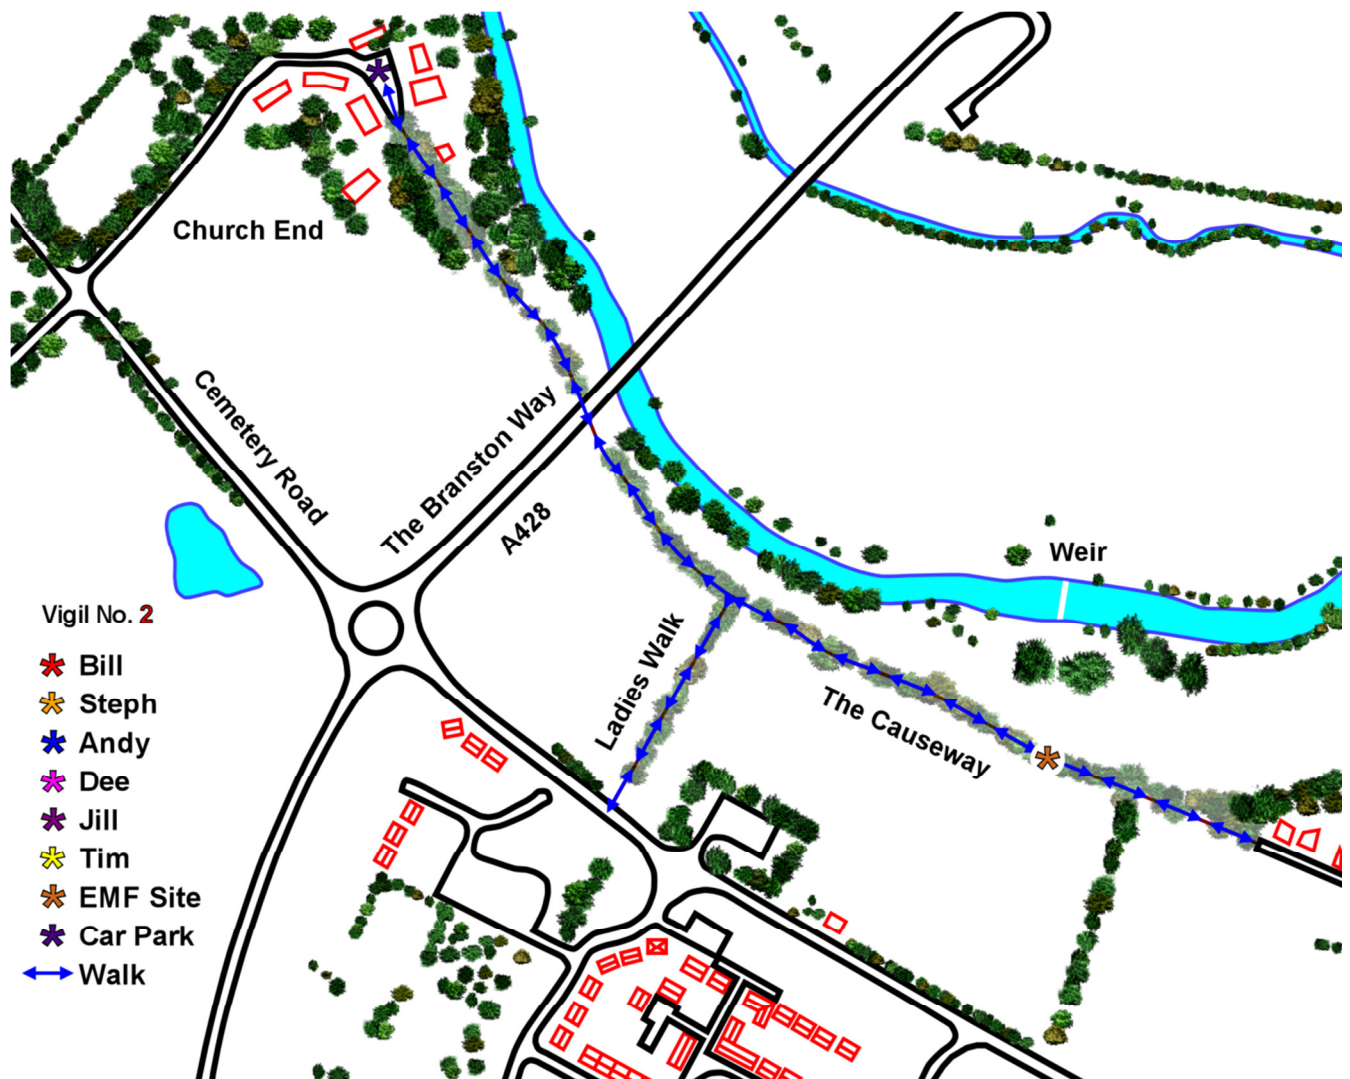 Church End
Cemetery Road
The Branston Way
A428
Weir
Ladies Walk
The Causeway
Vigil No. 2
Bill
Steph
Andy
Dee
Jill
Tim
EMF Site
Car Park
Walk